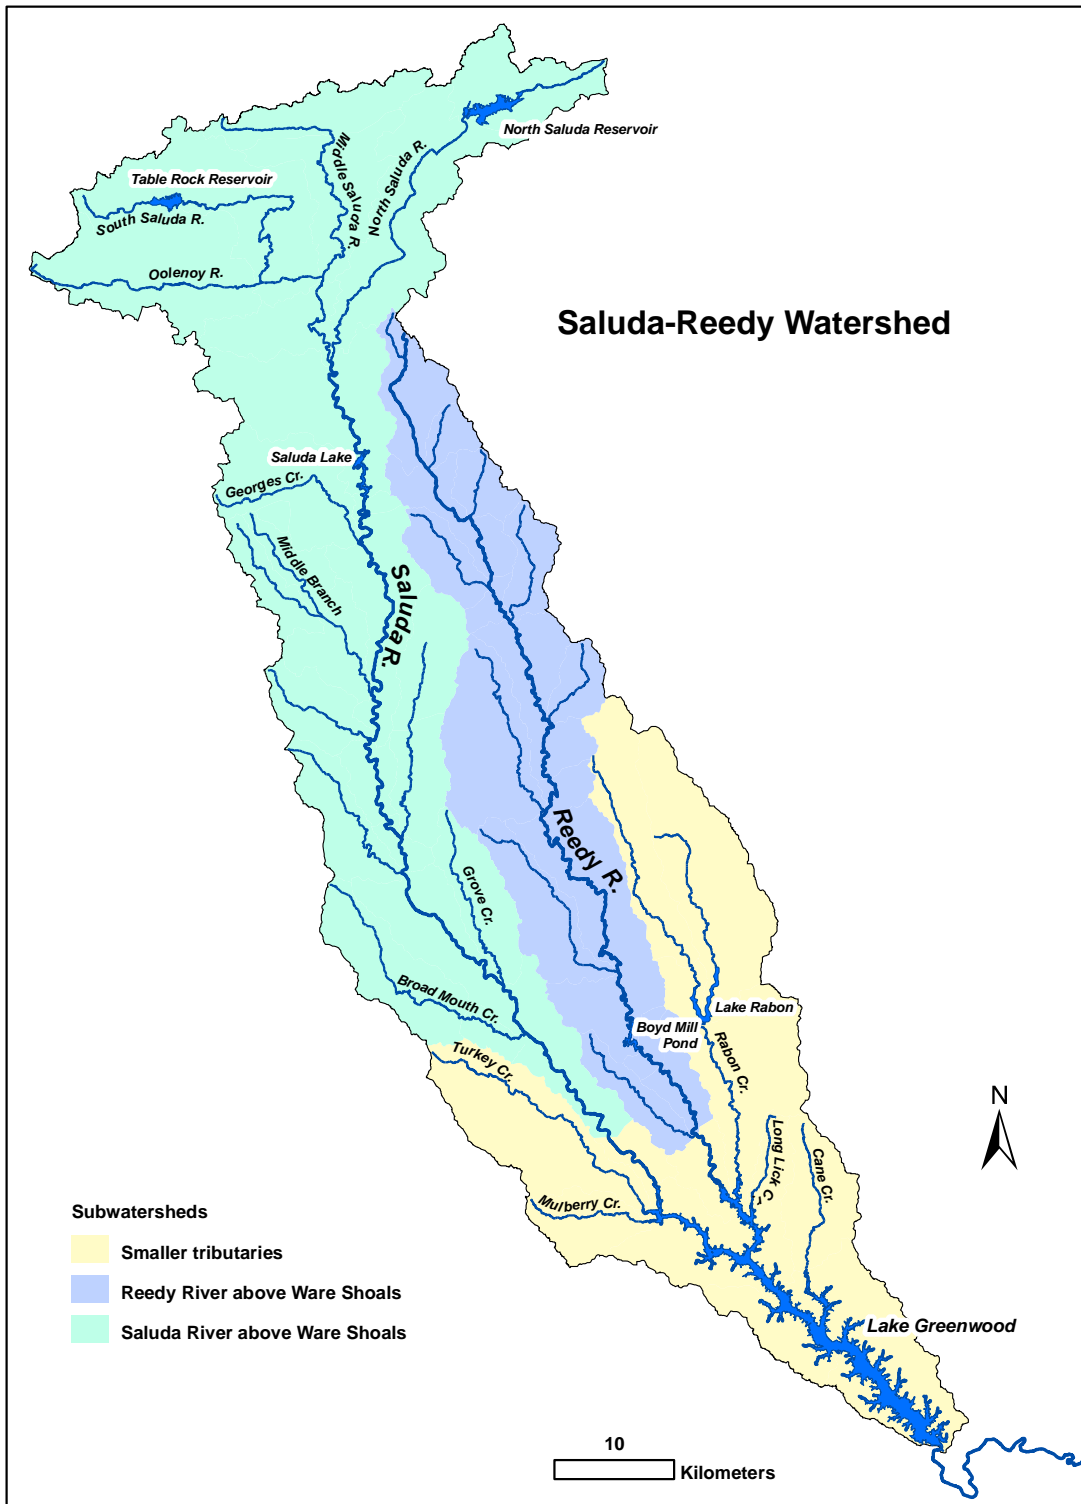 North Saluda Reservoir
Middle Saluda R.
North Saluda R.
Table Rock Reservoir
South Saluda R.
Oolenoy R.
Saluda-Reedy Watershed
Saluda Lake
Georges Cr.
Middle Branch
Saluda R.
Reedy R.
Grove Cr.
Broad Mouth Cr.
Lake Rabon
Boyd Mill
Pond
Rabon Cr.
Turkey Cr.
Long Lick Cr.
Cane Cr.
N
Mulberry Cr.
Subwatersheds
Smaller tributaries
Reedy River above Ware Shoals
Saluda River above Ware Shoals
Lake Greenwood
10
Kilometers